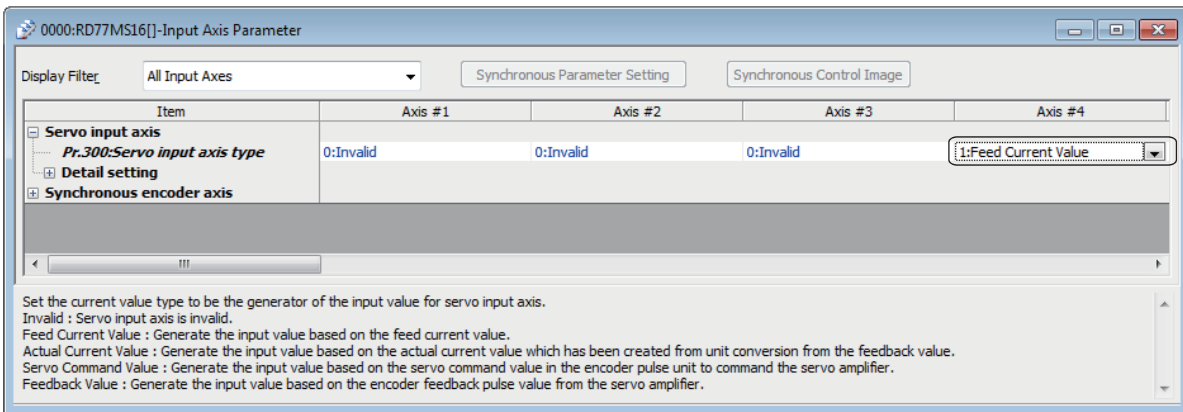 0000:RD77MS16[]-Input Axis Parameter
Display Filter All Input Axes Synchronous Parameter Setting Synchronous Control Image
Item Axis #1 Axis #2 Axis #3 Axis #4
Servo input axis
Pr.300:Servo input axis type 0:Invalid 0:Invalid 0:Invalid 1:Feed Current Value
Detail setting
Synchronous encoder axis
Set the current value type to be the generator of the input value for servo input axis.
Invalid : Servo input axis is invalid.
Feed Current Value : Generate the input value based on the feed current value.
Actual Current Value : Generate the input value based on the actual current value which has been created from unit conversion from the feedback value.
Servo Command Value : Generate the input value based on the servo command value in the encoder pulse unit to command the servo amplifier.
Feedback Value : Generate the input value based on the encoder feedback pulse value from the servo amplifier.